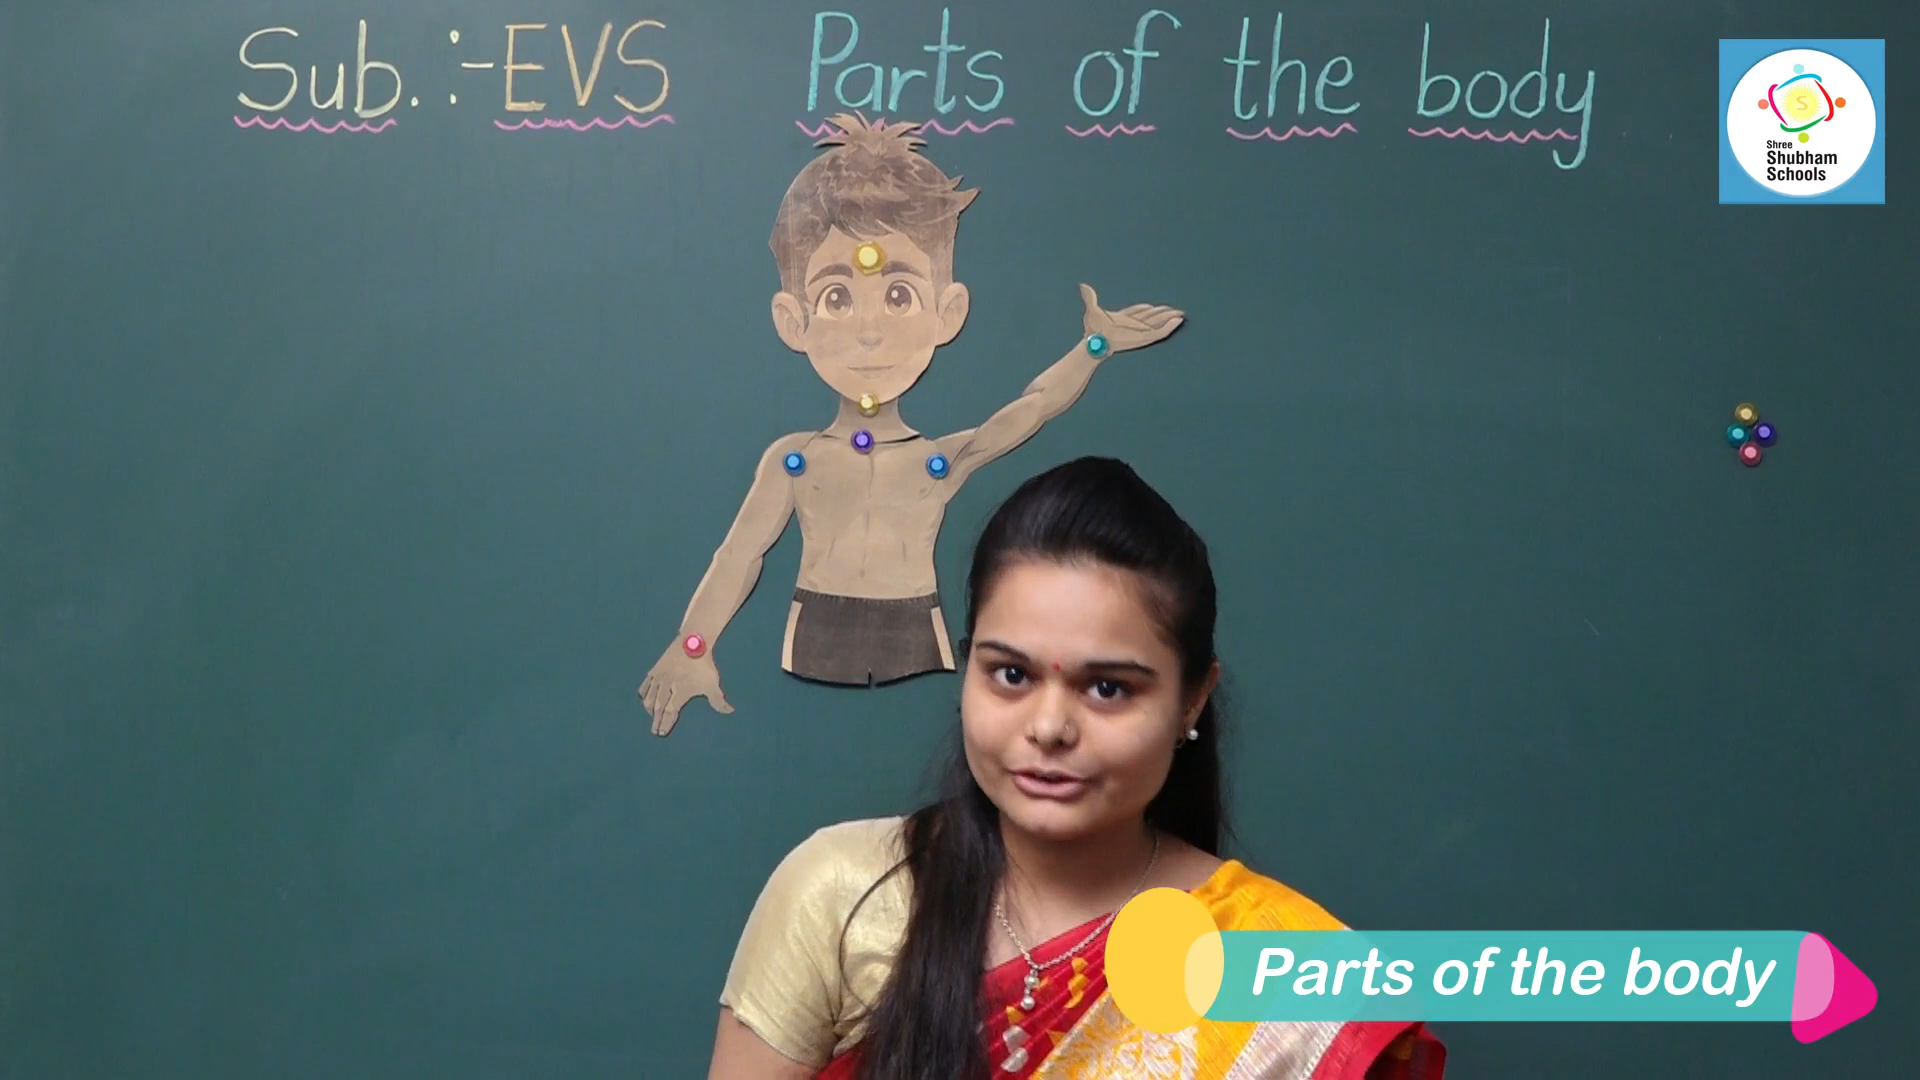 Sub. :- EVS Parts of the body
S
Shree
Shubham
Schools
Parts of the body